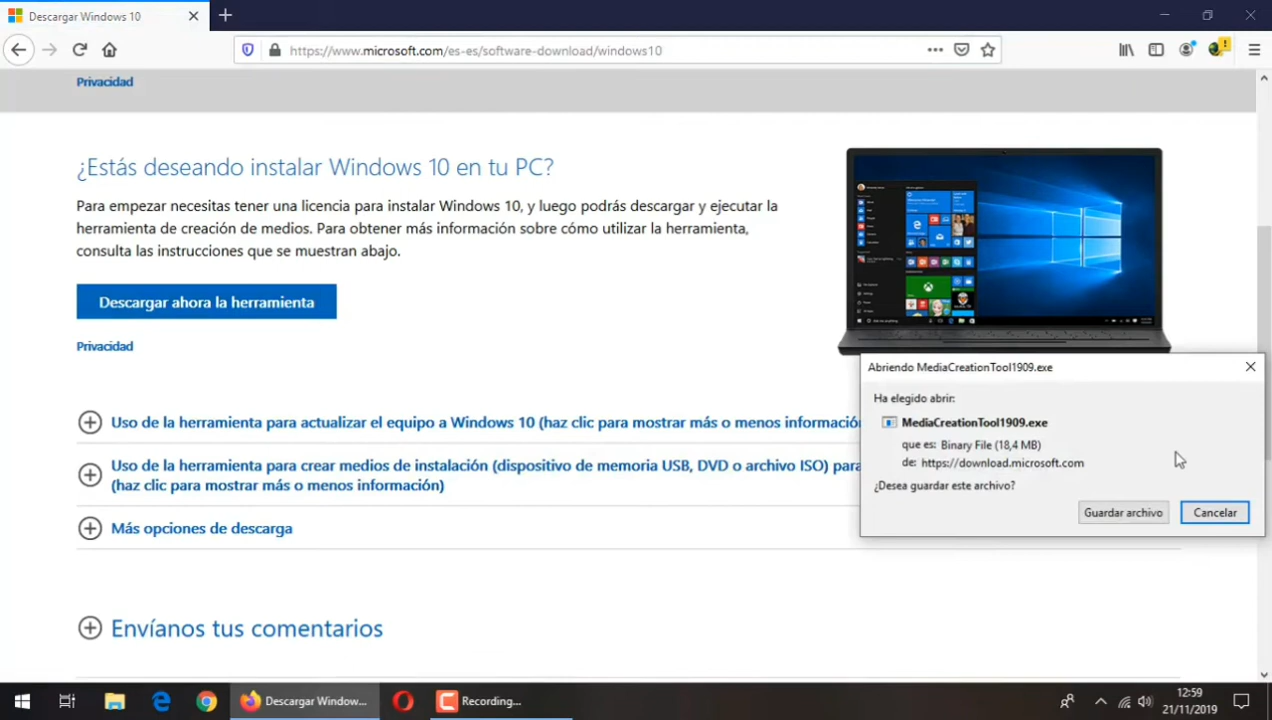 Descargar Windows 10
https://www.microsoft.com/es-es/software-download/windows10
Privacidad
¿Estás deseando instalar Windows 10 en tu PC?
Para empezar necesitas tener una licencia para instalar Windows 10, y luego podrás descargar y ejecutar la
herramienta de creación de medios. Para obtener más información sobre cómo utilizar la herramienta,
consulta las instrucciones que se muestran abajo.
Descargar ahora la herramienta
Privacidad
Uso de la herramienta para actualizar el equipo a Windows 10 (haz clic para mostrar más o menos informació
Uso de la herramienta para crear medios de instalación (dispositivo de memoria USB, DVD o archivo ISO) para
(haz clic para mostrar más o menos información)
Más opciones de descarga
Envíanos tus comentarios
Abriendo MediaCreationTool1909.exe
Ha elegido abrir:
MediaCreationTool1909.exe
que es: Binary File (18,4 MB)
de: https://download.microsoft.com
¿Desea guardar este archivo?
Guardar archivo
Cancelar
Descargar Window...
Recording...
12:59
21/11/2019